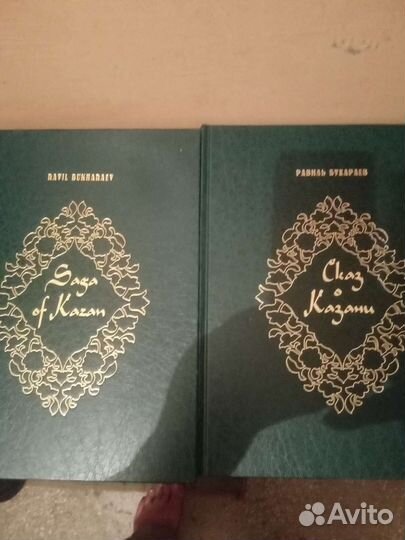 RAVIL BUKHARAEV
Saga
of Kazan
РАВИЛЬ БУХАРАЕВ
Сказ
о
Казани
Avito